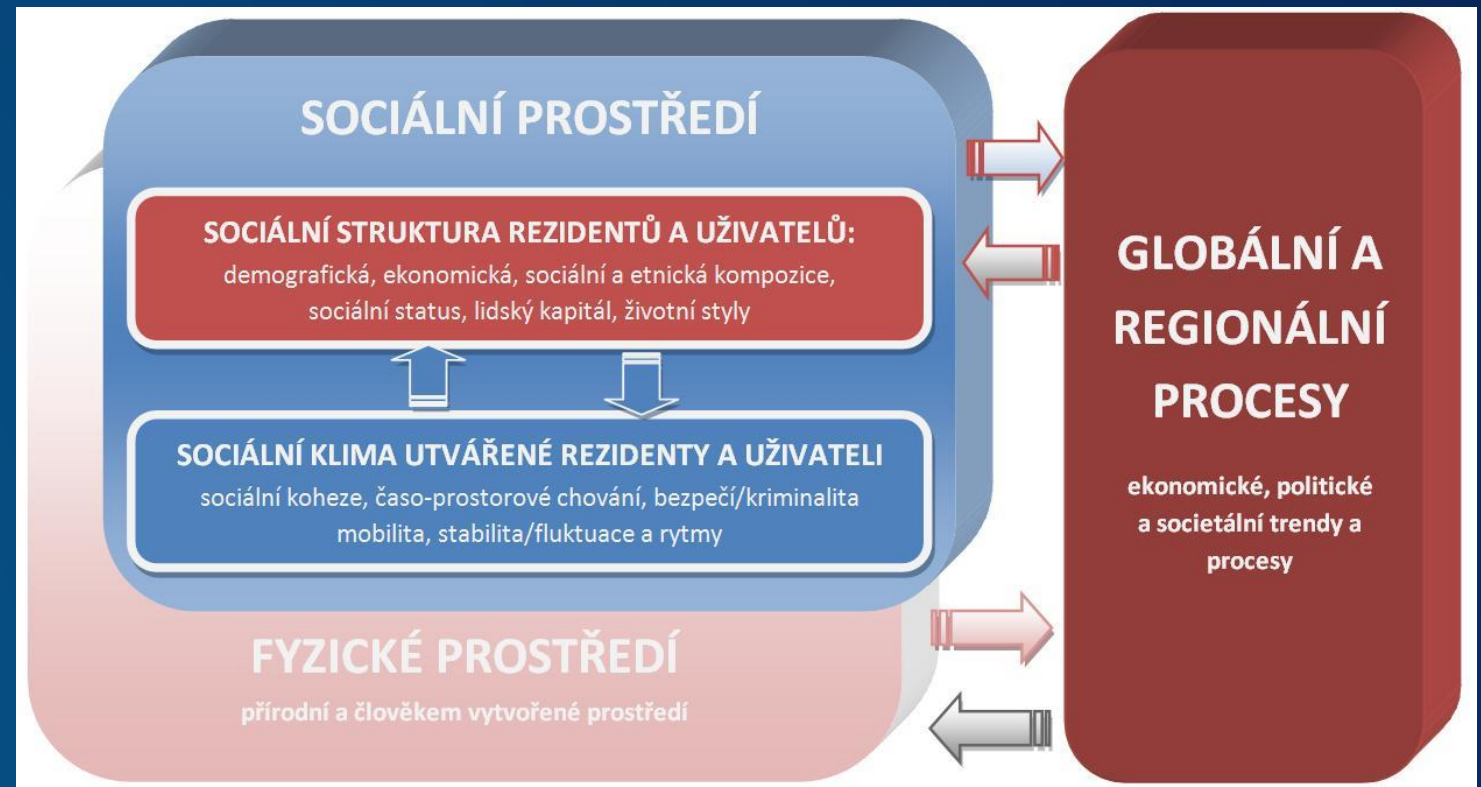 SOCIÁLNÍ PROSTŘEDÍ
SOCIÁLNÍ STRUKTURA REZIDENTŮ A UŽIVATELŮ:
demografická, ekonomická, sociální a etnická kompozice,
sociální status, lidský kapitál, životní styly
SOCIÁLNÍ KLIMA UTVÁŘENÉ REZIDENTY A UŽIVATELI
sociální koheze, časo-prostorové chování, bezpečí/kriminalita
mobilita, stabilita/fluktuace a rytmy
FYZICKÉ PROSTŘEDÍ
přírodní a člověkem vytvořené prostředí
GLOBÁLNÍ A
REGIONÁLNÍ
PROCESY
ekonomické, politické
a societální trendy a
procesy